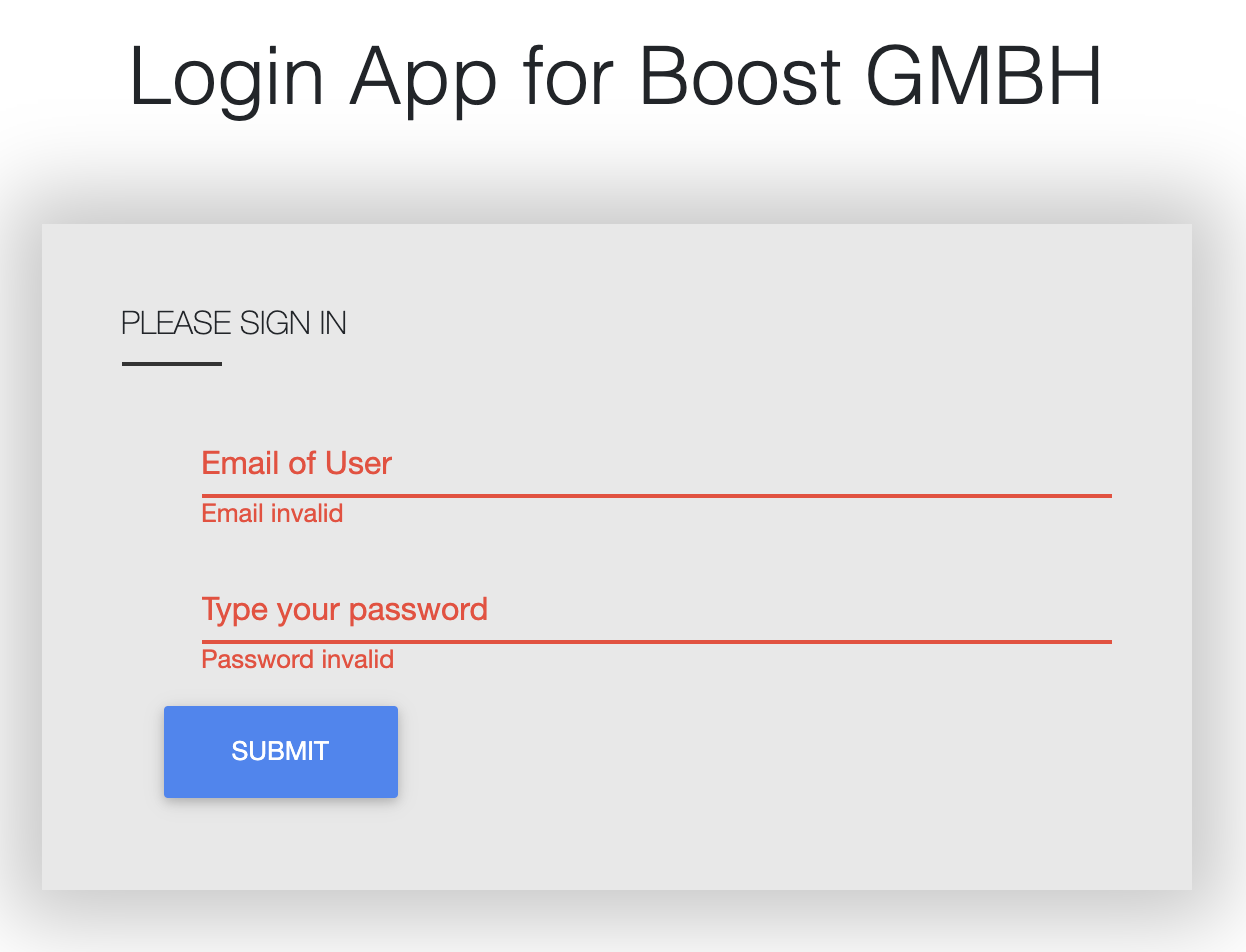 Login App for Boost GMBH
PLEASE SIGN IN
Email of User
Email invalid
Type your password
Password invalid
SUBMIT